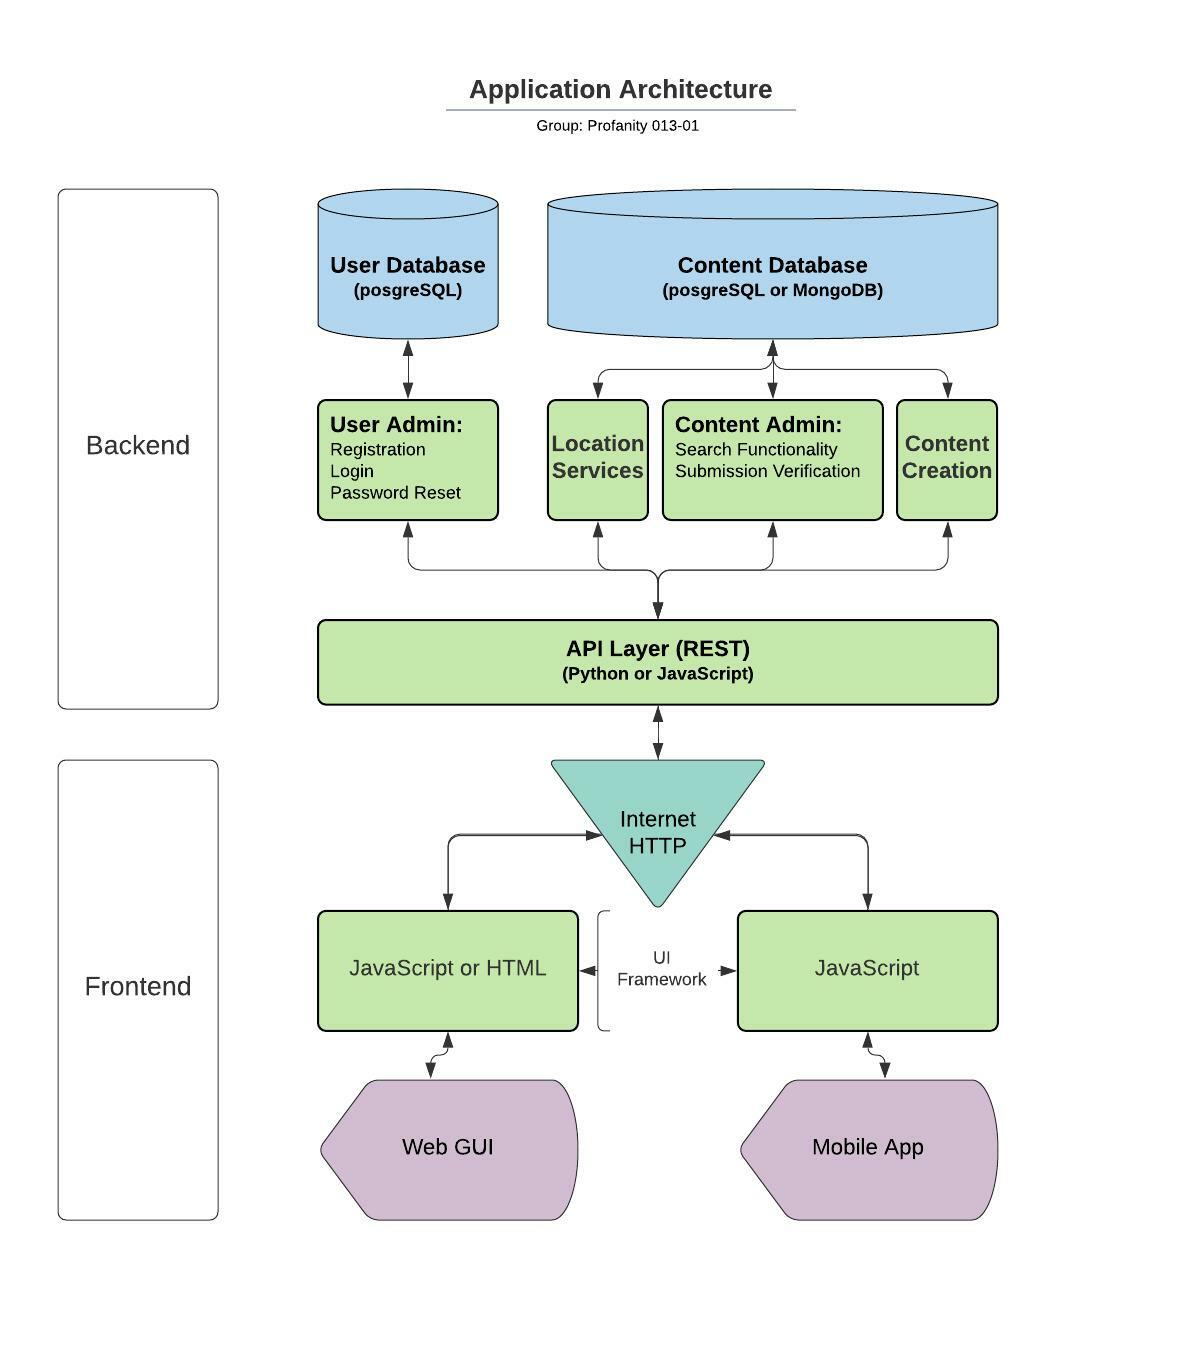 Application Architecture
Group: Profanity 013-01
Backend
User Database
(posgreSQL)
Content Database
(posgreSQL or MongoDB)
User Admin:
Registration
Login
Password Reset
Location
Services
Content Admin:
Search Functionality
Submission Verification
Content
Creation
API Layer (REST)
(Python or JavaScript)
Frontend
Internet
HTTP
JavaScript or HTML
UI
Framework
JavaScript
Web GUI
Mobile App